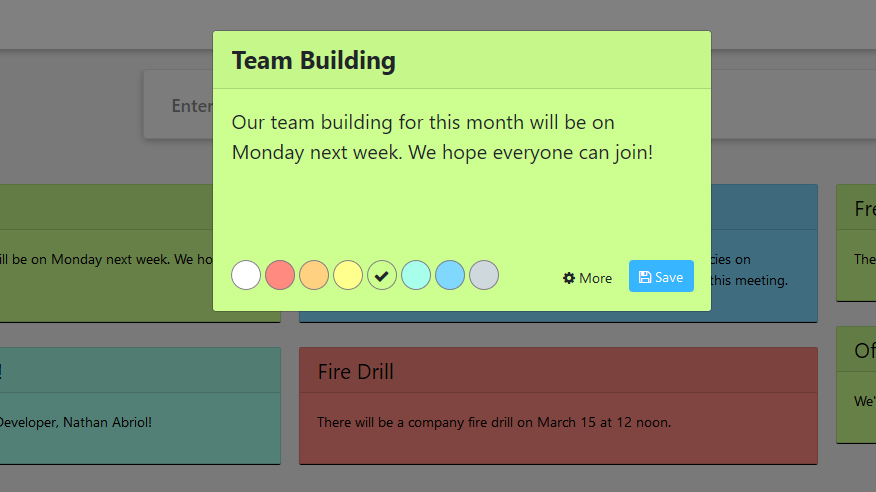 Team Building
Enter
Our team building for this month will be on
Monday next week. We hope everyone can join!
Fre
will be on Monday next week. We ho
cies on
The
this meeting.
More
Save
!
Fire Drill
Of
Developer, Nathan Abriol!
There will be a company fire drill on March 15 at 12 noon.
We'